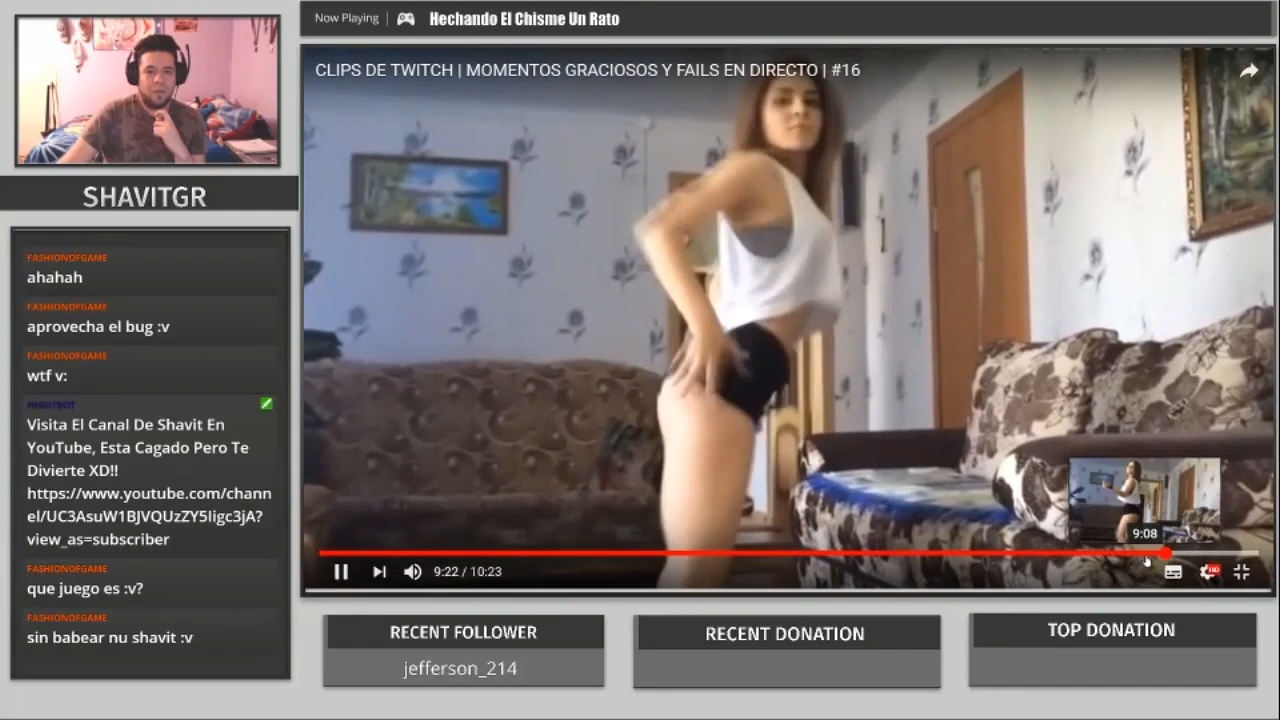 Now Playing
Hechando El Chisme Un Rato
CLIPS DE TWITCH | MOMENTOS GRACIOSOS Y FAILS EN DIRECTO | #16
SHAVITGR
FASHIONOFGAME
ahahah
FASHIONOFGAME
aprovecha el bug :v
FASHIONOFGAME
wtf v:
NIGHTBOT
Visita El Canal De Shavit En
YouTube, Esta Cagado Pero Te
Divierte XD!!
https://www.youtube.com/chann
el/UC3AsuW1BJVQUzZY5Iigc3jA?
view_as=subscriber
FASHIONOFGAME
que juego es :v?
FASHIONOFGAME
sin babear nu shavit :v
9:08
9:22 / 10:23
HD
RECENT FOLLOWER
jefferson_214
RECENT DONATION
TOP DONATION